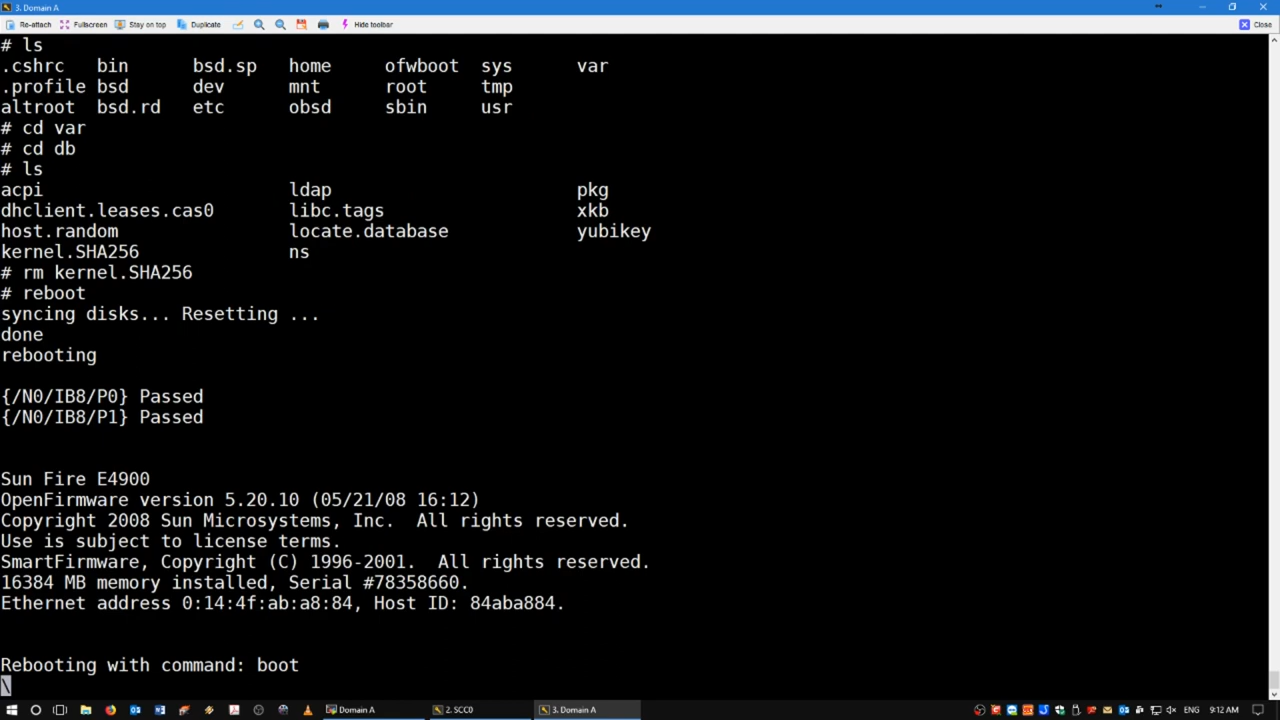 3. Domain A
Re-attach Fullscreen Stay on top Duplicate Hide toolbar Close
# ls
.cshrc bin bsd.sp home ofwboot sys var
.profile bsd dev mnt root tmp
altroot bsd.rd etc obsd sbin usr
# cd var
# cd db
# ls
acpi ldap pkg
dhclient.leases.cas0 libc.tags xkb
host.random locate.database yubikey
kernel.SHA256 ns
# rm kernel.SHA256
# reboot
syncing disks... Resetting ...
done
rebooting
{/N0/IB8/P0} Passed
{/N0/IB8/P1} Passed
Sun Fire E4900
OpenFirmware version 5.20.10 (05/21/08 16:12)
Copyright 2008 Sun Microsystems, Inc. All rights reserved.
Use is subject to license terms.
SmartFirmware, Copyright (C) 1996-2001. All rights reserved.
16384 MB memory installed, Serial #78358660.
Ethernet address 0:14:4f:ab:a8:84, Host ID: 84aba884.
Rebooting with command: boot
\
Domain A 2. SCC0 3. Domain A ENG 9:12 AM